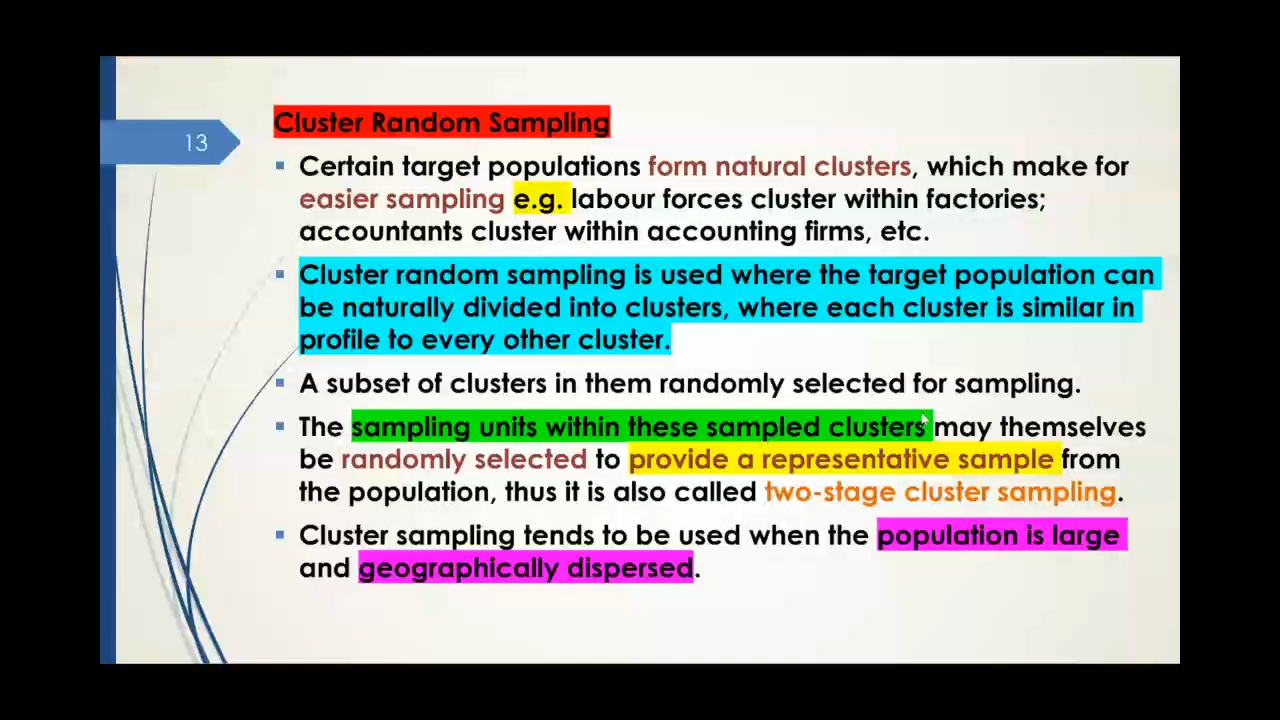 13
Cluster Random Sampling
Certain target populations form natural clusters, which make for
easier sampling e.g. labour forces cluster within factories;
accountants cluster within accounting firms, etc.
Cluster random sampling is used where the target population can
be naturally divided into clusters, where each cluster is similar in
profile to every other cluster.
A subset of clusters in them randomly selected for sampling.
The sampling units within these sampled clusters may themselves
be randomly selected to provide a representative sample from
the population, thus it is also called two-stage cluster sampling.
Cluster sampling tends to be used when the population is large
and geographically dispersed.